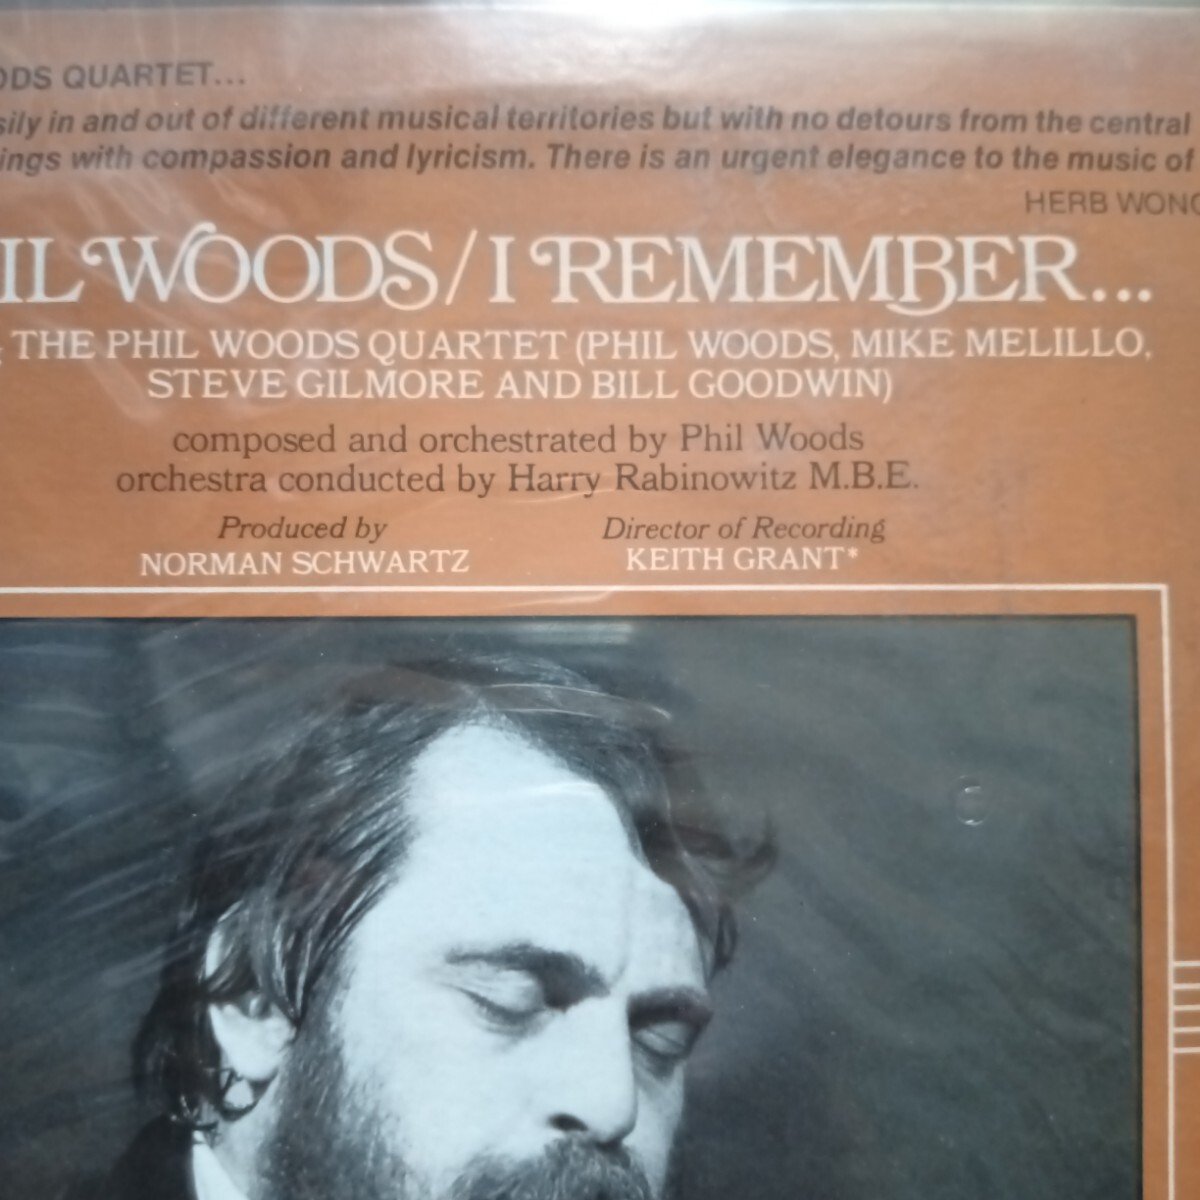 ODS QUARTET...
sily in and out of different musical territories but with no detours from the central
ings with compassion and lyricism. There is an urgent elegance to the music of
HERB WONG
IL WOODS/I REMEMBER...
THE PHIL WOODS QUARTET (PHIL WOODS, MIKE MELILLO,
STEVE GILMORE AND BILL GOODWIN)
composed and orchestrated by Phil Woods
orchestra conducted by Harry Rabinowitz M.B.E.
Produced by
NORMAN SCHWARTZ
Director of Recording
KEITH GRANT*